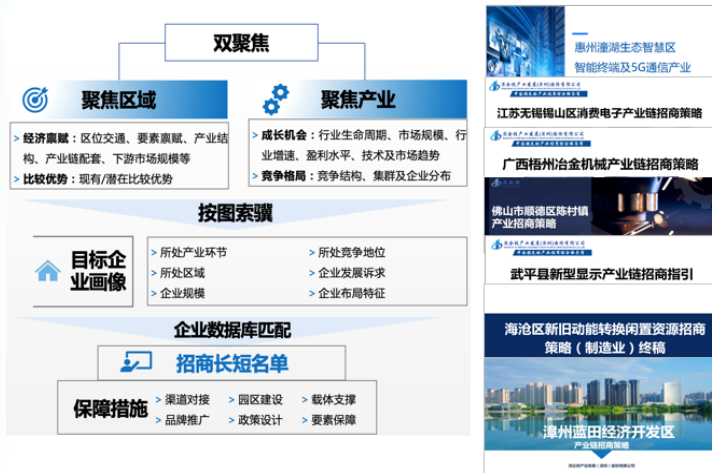 双聚焦
聚焦区域
聚焦产业
> 经济禀赋：区位交通、要素禀赋、产业结
构、产业链配套、下游市场规模等
> 比较优势：现有/潜在比较优势
> 成长机会：行业生命周期、市场规模、行
业增速、盈利水平、技术及市场趋势
> 竞争格局：竞争结构、集群及企业分布
按图索骥
目标企
业画像
> 所处产业环节
> 所处区域
> 企业规模
> 所处竞争地位
> 企业发展诉求
> 企业布局特征
企业数据库匹配
招商长短名单
保障措施
> 渠道对接
> 园区建设
> 载体支撑
> 品牌推广
> 政策设计
> 要素保障
惠州潼湖生态智慧区
智能终端及5G通信产业
江苏无锡锡山区消费电子产业链招商策略
广西梧州冶金机械产业链招商策略
佛山市顺德区陈村镇
产业招商策略
武平县新型显示产业链招商指引
海沧区新旧动能转换闲置资源招商
策略（制造业）终稿
漳州蓝田经济开发区
产业链招商策略